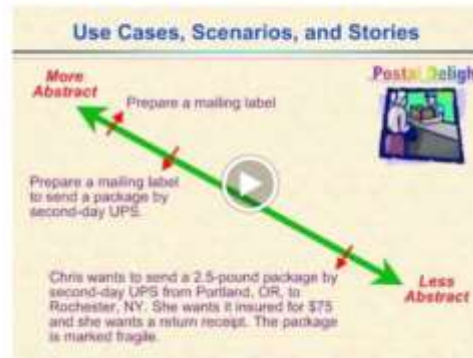 Use Cases, Scenarios, and Stories
More
Abstract
Postal Deligh
Prepare a mailing label
Prepare a mailing label
to send a package by
second-day UPS.
Chris wants to send a 2.5-pound package by
second-day UPS from Portland, OR, to
Rochester, NY. She wants it insured for $75
and she wants a return receipt. The package
is marked fragile.
Less
Abstract